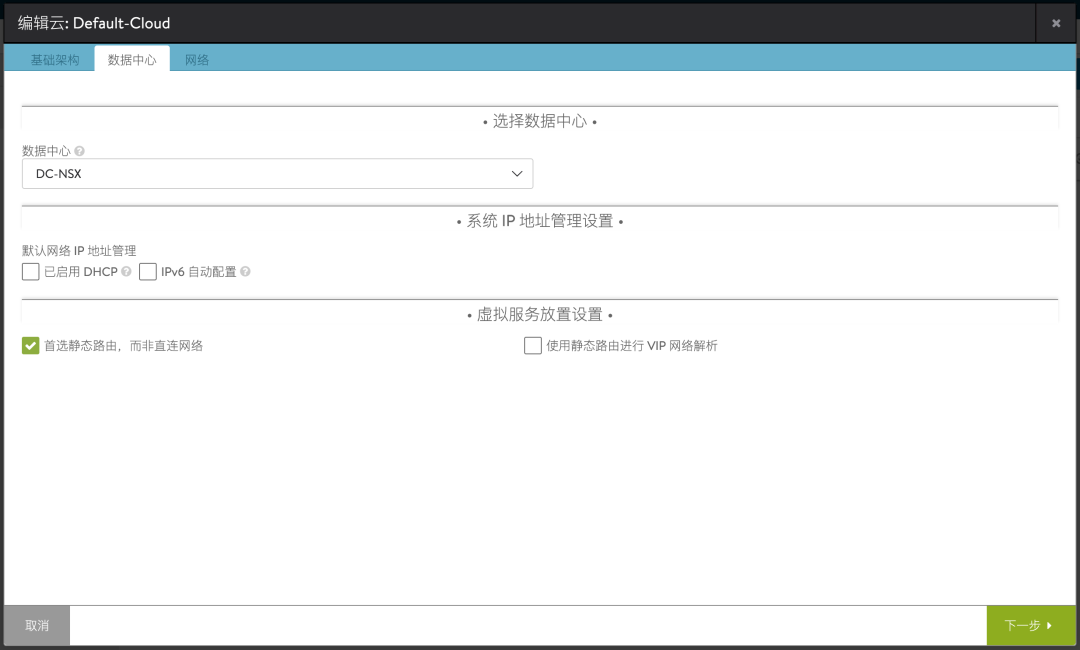 编辑云: Default-Cloud
基础架构 数据中心 网络
• 选择数据中心 •
数据中心
DC-NSX
• 系统 IP 地址管理设置 •
默认网络 IP 地址管理
已启用 DHCP IPv6 自动配置
• 虚拟服务放置设置 •
首选静态路由，而非直连网络 使用静态路由进行 VIP 网络解析
取消 下一步